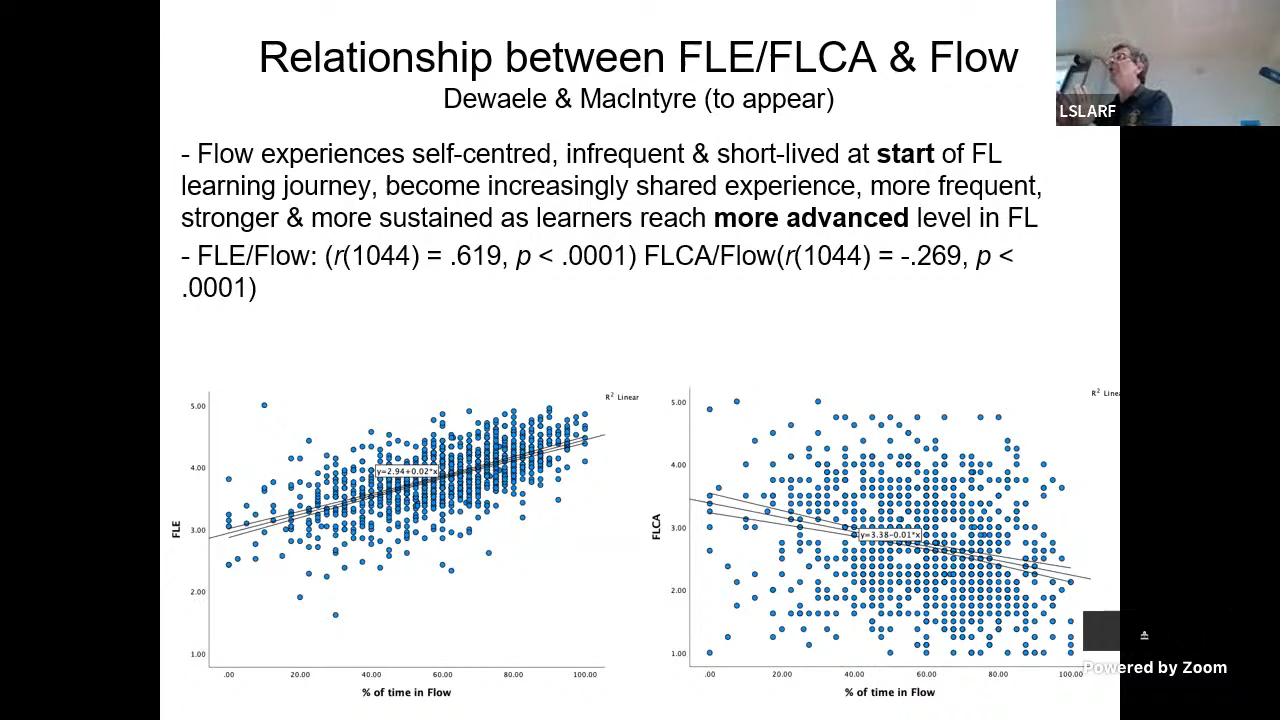 Relationship between FLE/FLCA & Flow
Dewaele & MacIntyre (to appear)
LSLARF
- Flow experiences self-centred, infrequent & short-lived at start of FL
learning journey, become increasingly shared experience, more frequent,
stronger & more sustained as learners reach more advanced level in FL
- FLE/Flow: (r(1044) = .619, p < .0001) FLCA/Flow(r(1044) = -.269, p <
.0001)
R² Linear
5.00
4.00
3.00
2.00
1.00
FLE
y=2.94+0.02*x
.00 20.00 40.00 60.00 80.00 100.00
% of time in Flow
R² Linea
5.00
4.00
3.00
2.00
1.00
FLCA
y=3.38-0.01*x
.00 20.00 40.00 60.00 80.00 100.00
% of time in Flow
Powered by Zoom